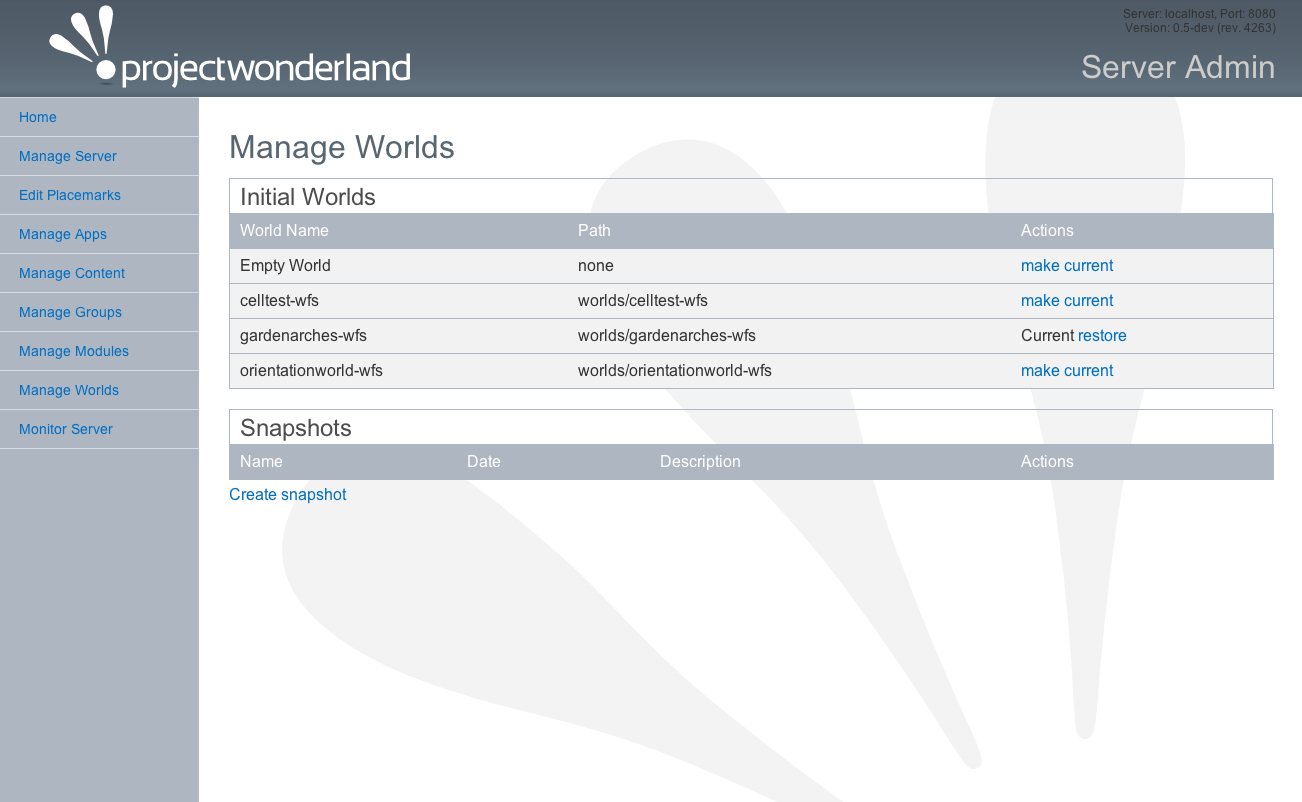 projectwonderland
Server: localhost, Port: 8080
Version: 0.5-dev (rev. 4263)
Server Admin
Home
Manage Server
Edit Placemarks
Manage Apps
Manage Content
Manage Groups
Manage Modules
Manage Worlds
Monitor Server
Manage Worlds
Initial Worlds
World Name Path Actions
Empty World none make current
celltest-wfs worlds/celltest-wfs make current
gardenarches-wfs worlds/gardenarches-wfs Current restore
orientationworld-wfs worlds/orientationworld-wfs make current
Snapshots
Name Date Description Actions
Create snapshot